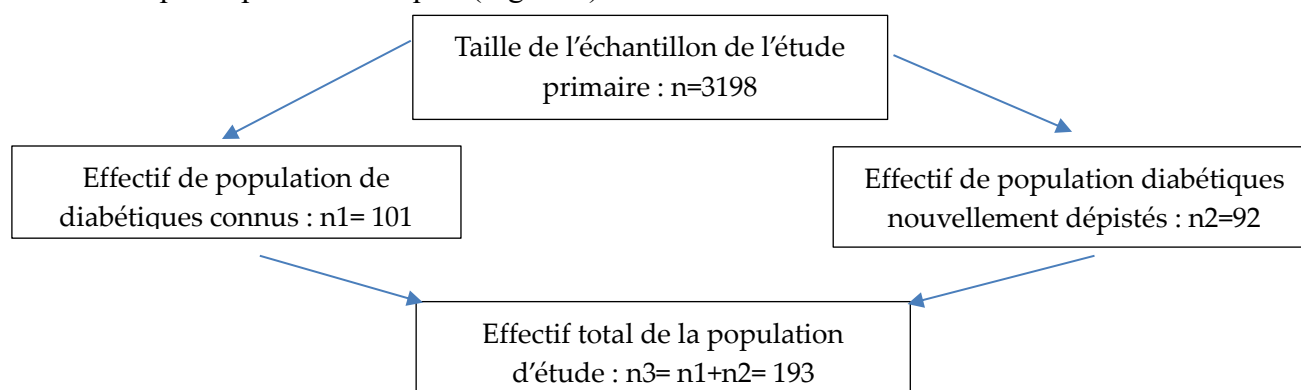 Taille de l’échantillon de l’étude
primaire : n=3198
Effectif de population de
diabétiques connus : n1= 101
Effectif de population diabétiques
nouvellement dépistés : n2=92
Effectif total de la population
d’étude : n3= n1+n2= 193